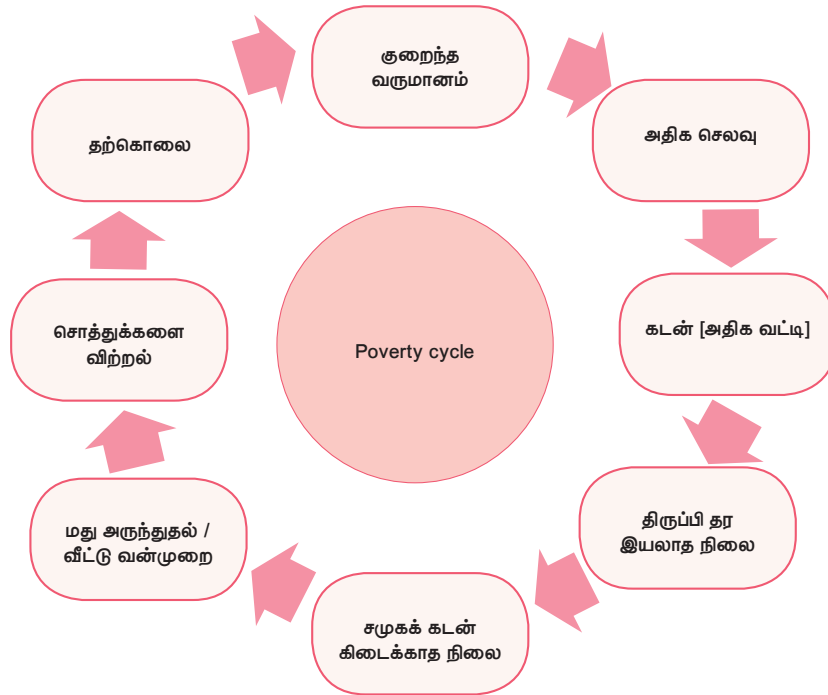 குறைந்த
வருமானம்
அதிக செலவு
கடன் [அதிக வட்டி]
திருப்பி தர
இயலாத நிலை
சமுகக் கடன்
கிடைக்காத நிலை
மது அருந்துதல் /
வீட்டு வன்முறை
சொத்துக்களை
விற்றல்
தற்கொலை
Poverty cycle